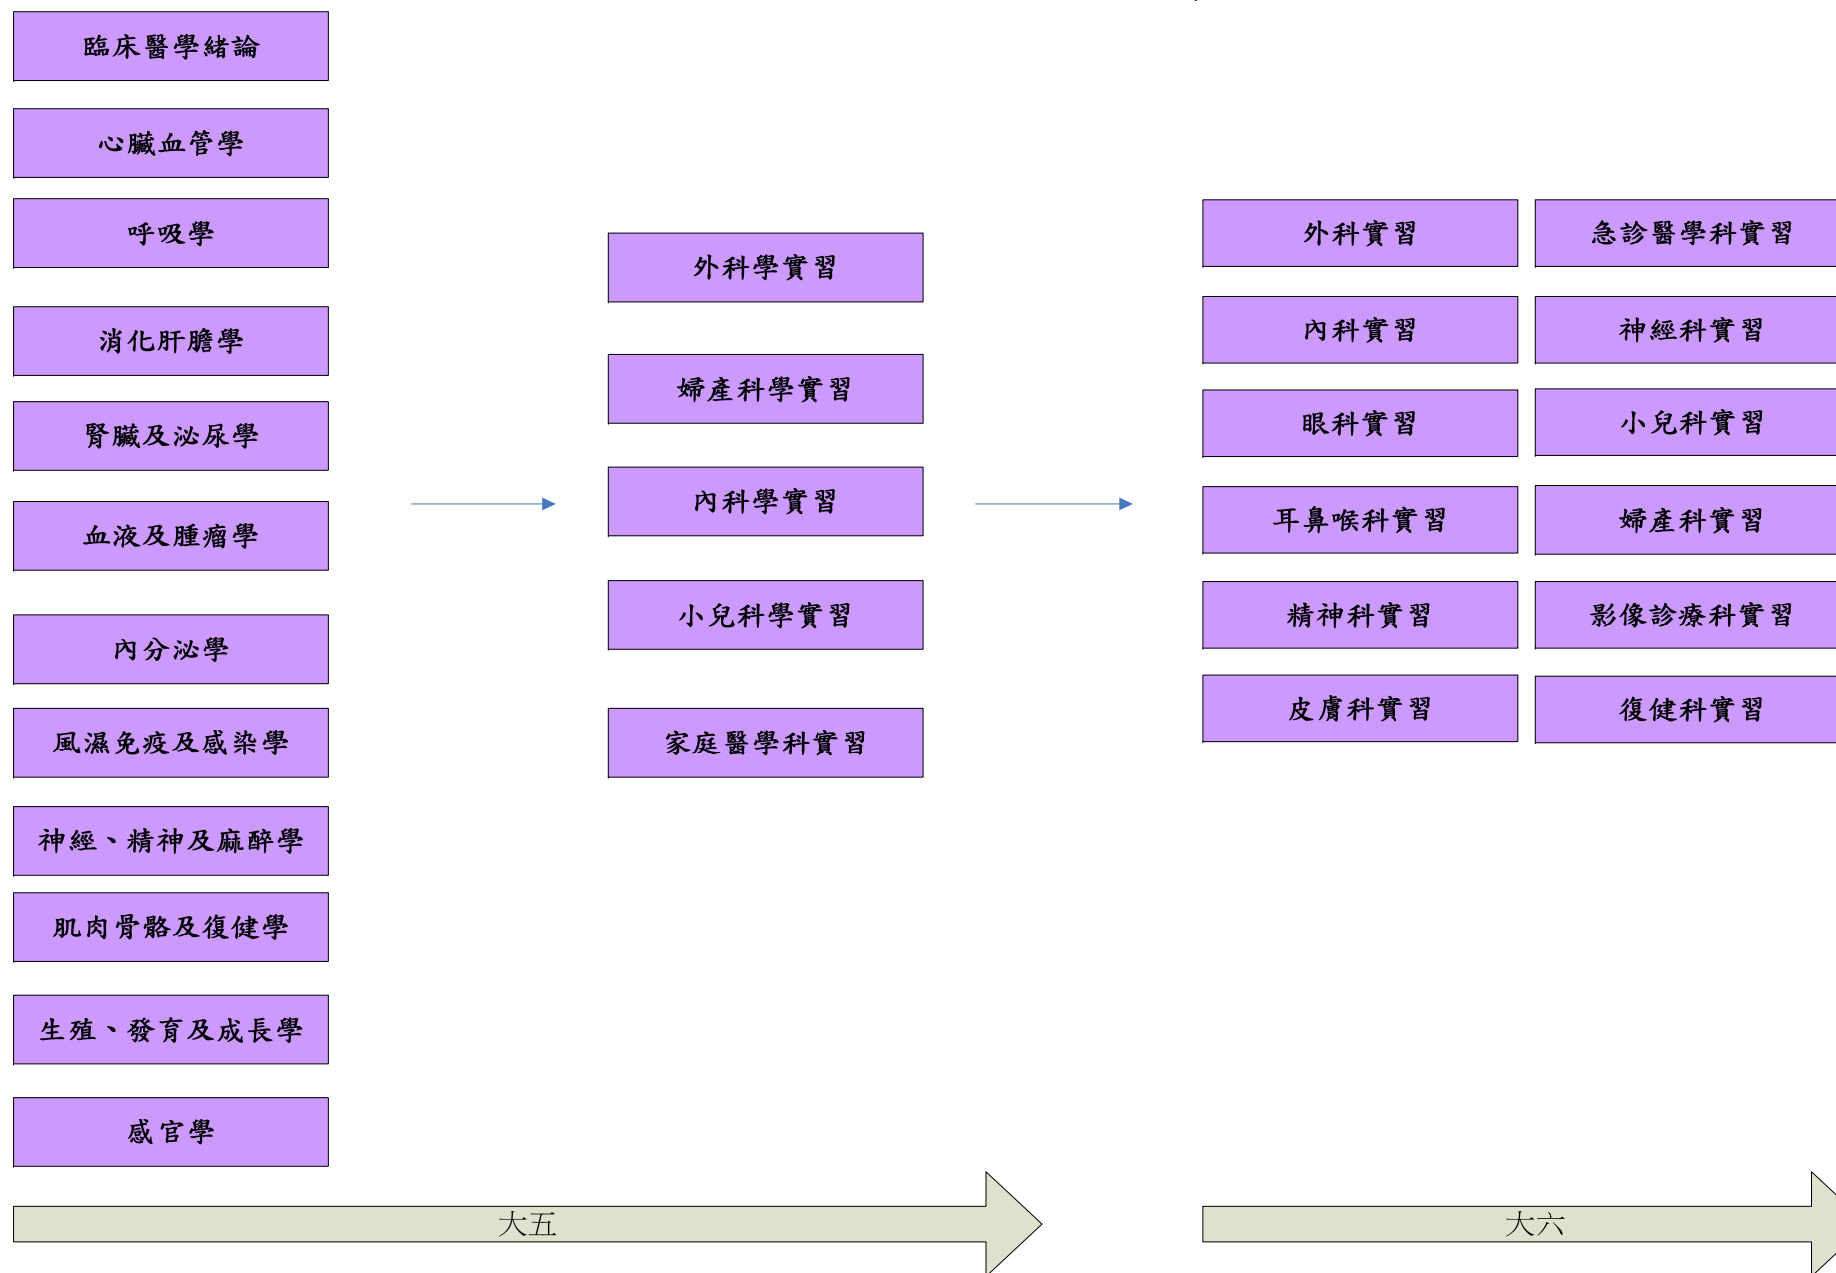 臨床醫學緒論
心臟血管學
呼吸學
消化肝膽學
腎臟及泌尿學
血液及腫瘤學
內分泌學
風濕免疫及感染學
神經、精神及麻醉學
肌肉骨骼及復健學
生殖、發育及成長學
感官學
外科學實習
婦產科學實習
內科學實習
小兒科學實習
家庭醫學科實習
外科實習
內科實習
眼科實習
耳鼻喉科實習
精神科實習
皮膚科實習
急診醫學科實習
神經科實習
小兒科實習
婦產科實習
影像診療科實習
復健科實習
大五
大六